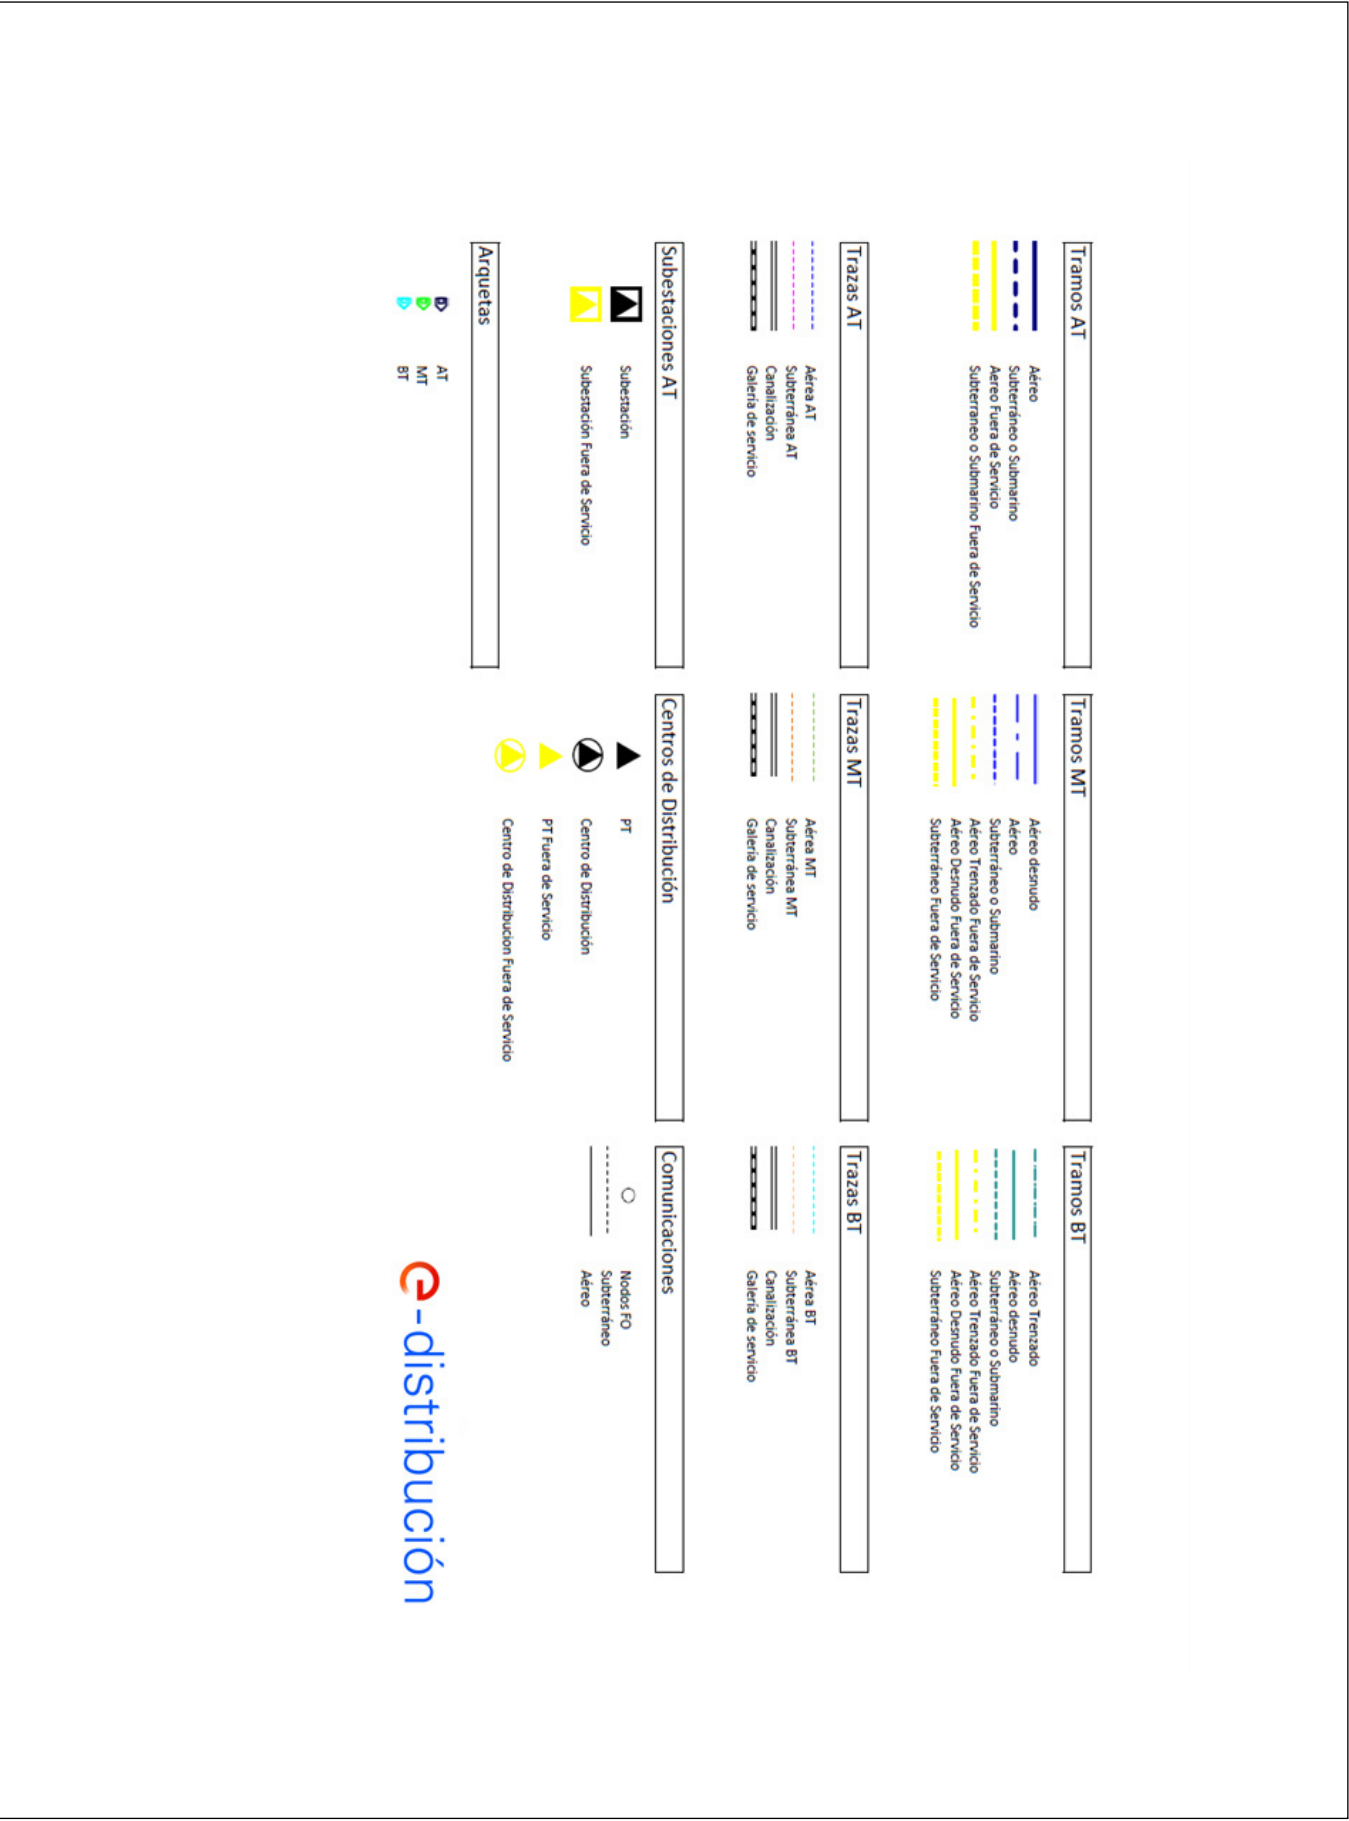 Tramos AT
Aéreo
Subterráneo o Submarino
Aereo Fuera de Servicio
Subterraneo o Submarino Fuera de Servicio
Tramos MT
Aéreo desnudo
Aéreo
Subterráneo o Submarino
Aéreo Trenzado Fuera de Servicio
Aéreo Desnudo Fuera de Servicio
Subterráneo Fuera de Servicio
Tramos BT
Aéreo Trenzado
Aéreo desnudo
Subterráneo o Submarino
Aéreo Trenzado Fuera de Servicio
Aéreo Desnudo Fuera de Servicio
Subterráneo Fuera de Servicio
Trazas AT
Aérea AT
Subterránea AT
Canalización
Galería de servicio
Trazas MT
Aérea MT
Subterránea MT
Canalización
Galería de servicio
Trazas BT
Aérea BT
Subterránea BT
Canalización
Galería de servicio
Subestaciones AT
Subestación
Subestación Fuera de Servicio
Centros de Distribución
PT
Centro de Distribución
PT Fuera de Servicio
Centro de Distribucion Fuera de Servicio
Comunicaciones
Nodos FO
Subterráneo
Aéreo
Arquetas
AT
MT
BT
e-distribución